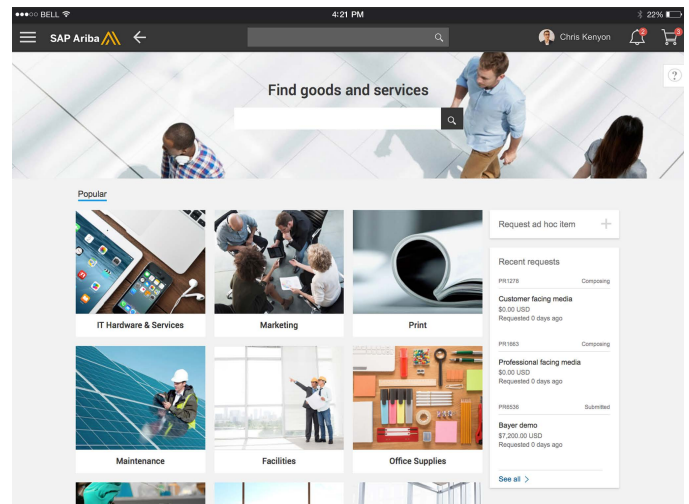 BELL
4:21 PM
22%
SAP Ariba
Chris Kenyon
2
3
Find goods and services
?
Popular
IT Hardware & Services
Marketing
Print
Maintenance
Facilities
Office Supplies
Request ad hoc item
Recent requests
PR1278 Composing
Customer facing media
$0.00 USD
Requested 0 days ago
PR1663 Composing
Professional facing media
$0.00 USD
Requested 0 days ago
PR6536 Submitted
Bayer demo
$7,200.00 USD
Requested 0 days ago
See all >